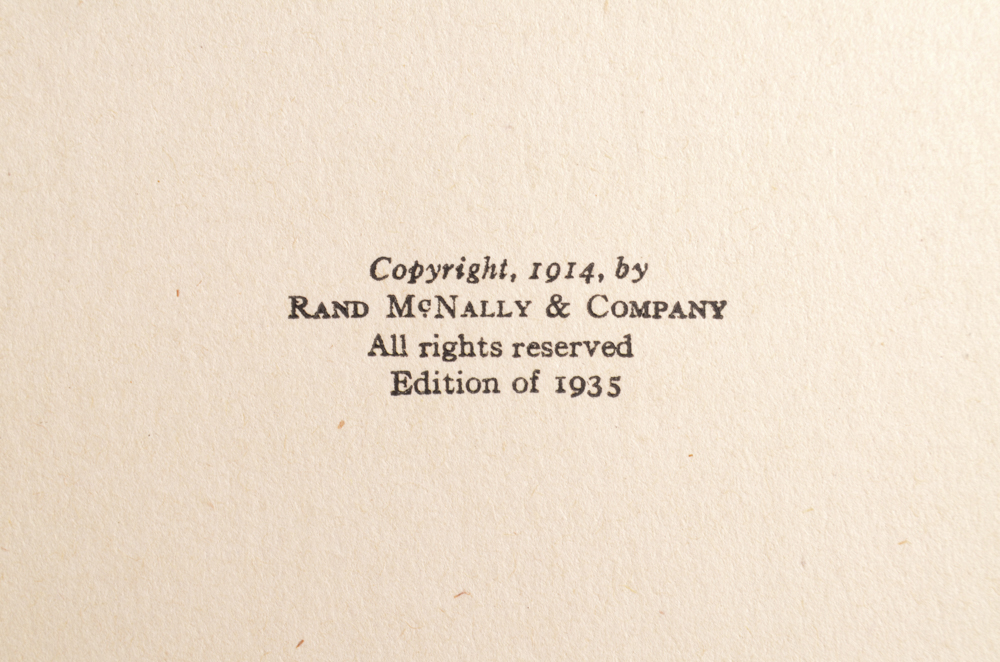 Copyright, 1914, by
RAND McNALLY & COMPANY
All rights reserved
Edition of 1935